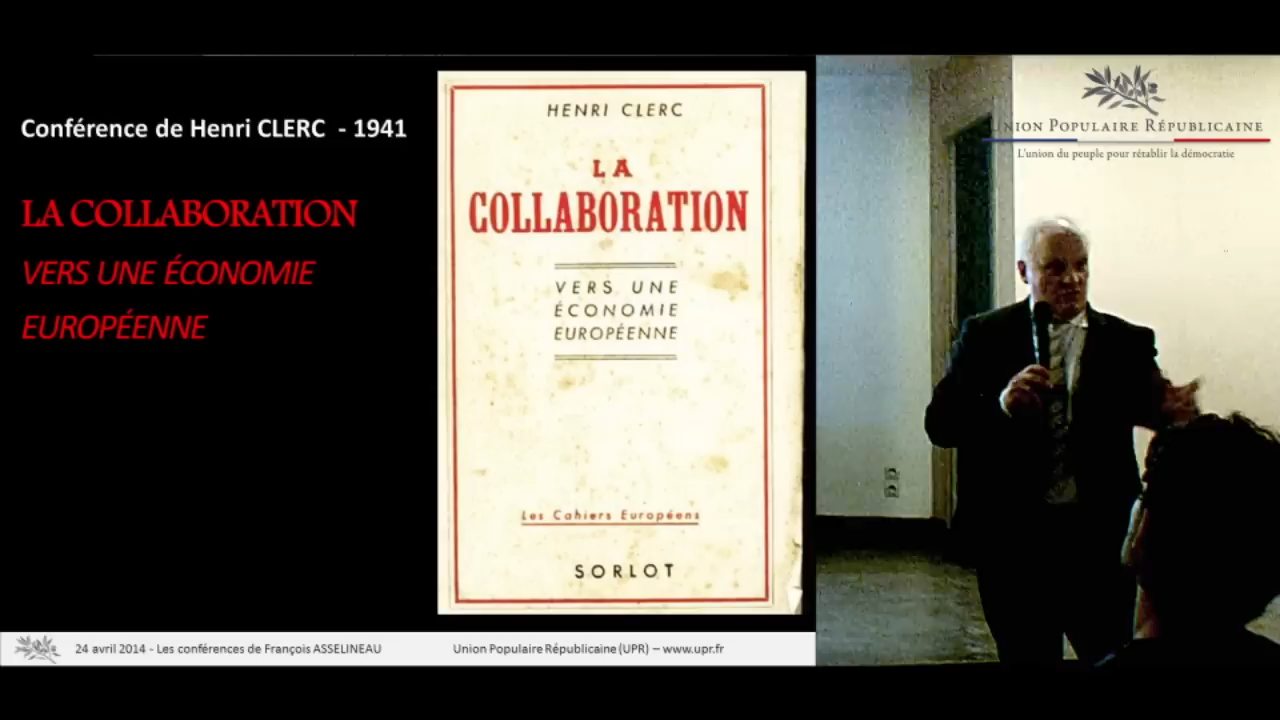 Conférence de Henri CLERC - 1941
LA COLLABORATION
VERS UNE ÉCONOMIE
EUROPÉENNE
HENRI CLERC
LA
COLLABORATION
VERS UNE
ÉCONOMIE
EUROPÉENNE
Les Cahiers Européens
SORLOT
UNION POPULAIRE RÉPUBLICAINE
L'union du peuple pour rétablir la démocratie
24 avril 2014 - Les conférences de François ASSELINEAU
Union Populaire Républicaine (UPR) – www.upr.fr